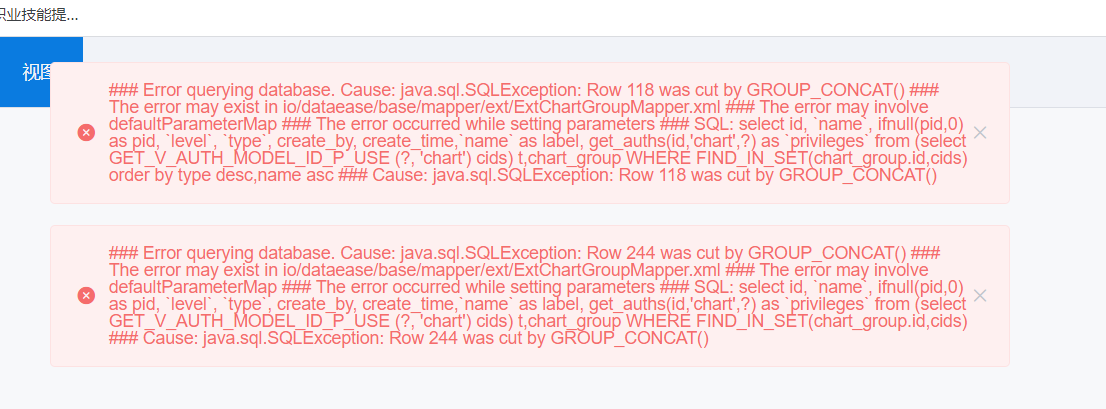 职业技能提...
视图
### Error querying database. Cause: java.sql.SQLException: Row 118 was cut by GROUP_CONCAT() ###
The error may exist in io/dataease/base/mapper/ext/ExtChartGroupMapper.xml ### The error may involve
defaultParameterMap ### The error occurred while setting parameters ### SQL: select id, `name`, ifnull(pid,0)
as pid, `level`, `type`, create_by, create_time,`name` as label, get_auths(id,'chart',?) as `privileges` from (select
GET_V_AUTH_MODEL_ID_P_USE (?, 'chart') cids) t,chart_group WHERE FIND_IN_SET(chart_group.id,cids)
order by type desc,name asc ### Cause: java.sql.SQLException: Row 118 was cut by GROUP_CONCAT()
### Error querying database. Cause: java.sql.SQLException: Row 244 was cut by GROUP_CONCAT() ###
The error may exist in io/dataease/base/mapper/ext/ExtChartGroupMapper.xml ### The error may involve
defaultParameterMap ### The error occurred while setting parameters ### SQL: select id, `name`, ifnull(pid,0)
as pid, `level`, `type`, create_by, create_time,`name` as label, get_auths(id,'chart',?) as `privileges` from (select
GET_V_AUTH_MODEL_ID_P_USE (?, 'chart') cids) t,chart_group WHERE FIND_IN_SET(chart_group.id,cids)
### Cause: java.sql.SQLException: Row 244 was cut by GROUP_CONCAT()